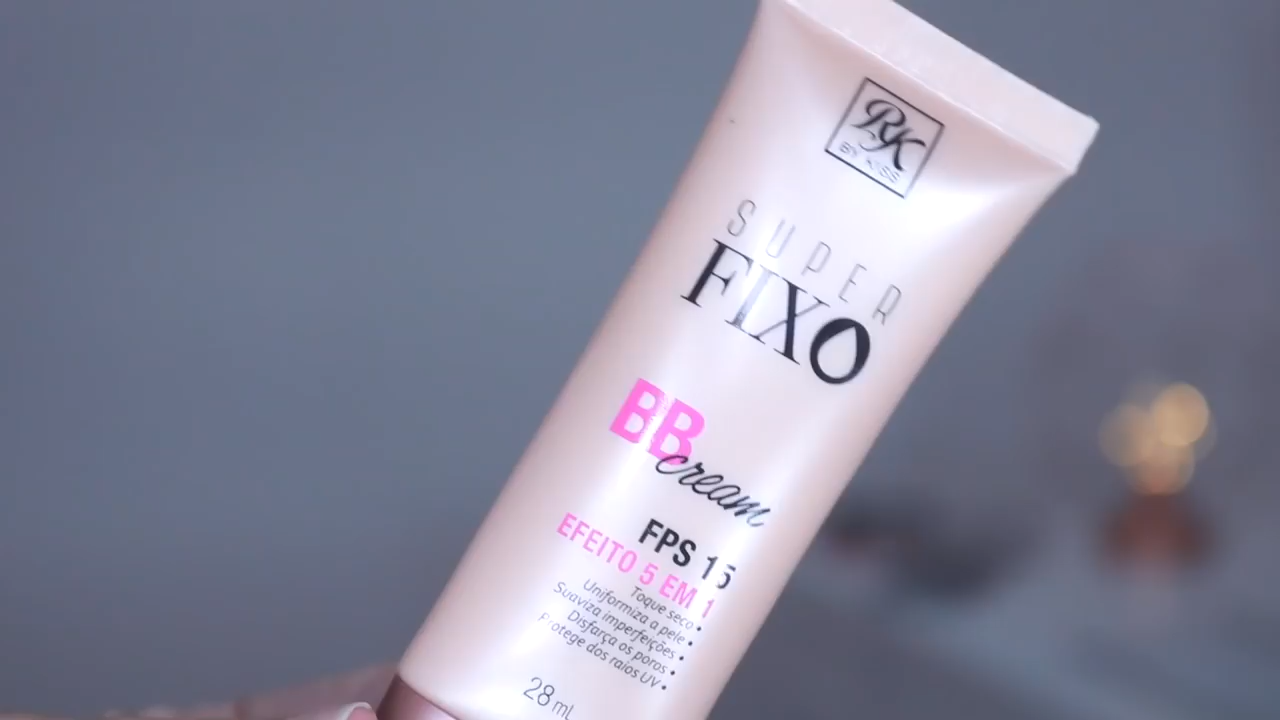 RK
BY KISS
SUPER
FIXO
BB
cream
FPS 15
EFEITO 5 EM 1
Toque seco •
Uniformiza a pele •
Suaviza imperfeições •
Disfarça os poros •
Protege dos raios UV •
28 mL